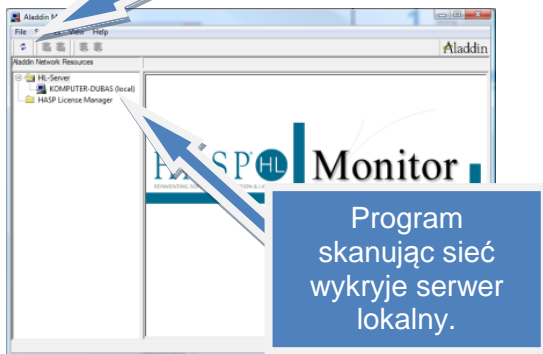 Aladdin M
File View Help
Aladdin
Aladdin Network Resources
HL-Server
KOMPUTER-DUBAS (local)
HASP License Manager
HASP HL Monitor
Program
skanując sieć
wykryje serwer
lokalny.